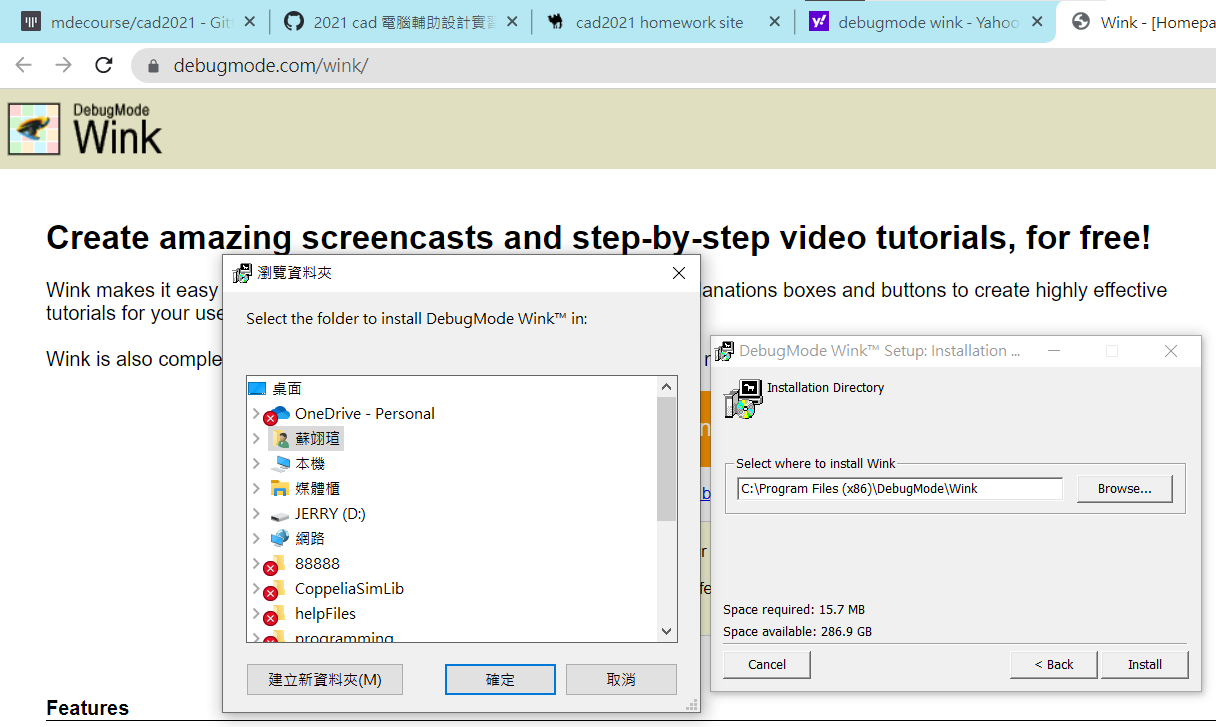 mdecourse/cad2021 - Git
2021 cad 電腦輔助設計實
cad2021 homework site
debugmode wink - Yahoo
Wink - [Homepa
debugmode.com/wink/
DebugMode
Wink
Create amazing screencasts and step-by-step video tutorials, for free!
Wink makes it easy
anations boxes and buttons to create highly effective
tutorials for your use
Wink is also comple
瀏覽資料夾
Select the folder to install DebugMode Wink™ in:
桌面
OneDrive - Personal
蘇翊瑄
本機
媒體櫃
JERRY (D:)
網路
88888
CoppeliaSimLib
helpFiles
programming
建立新資料夾(M)
確定
取消
DebugMode Wink™ Setup: Installation ...
Installation Directory
Select where to install Wink
C:\Program Files (x86)\DebugMode\Wink
Browse...
Space required: 15.7 MB
Space available: 286.9 GB
Cancel
< Back
Install
Features